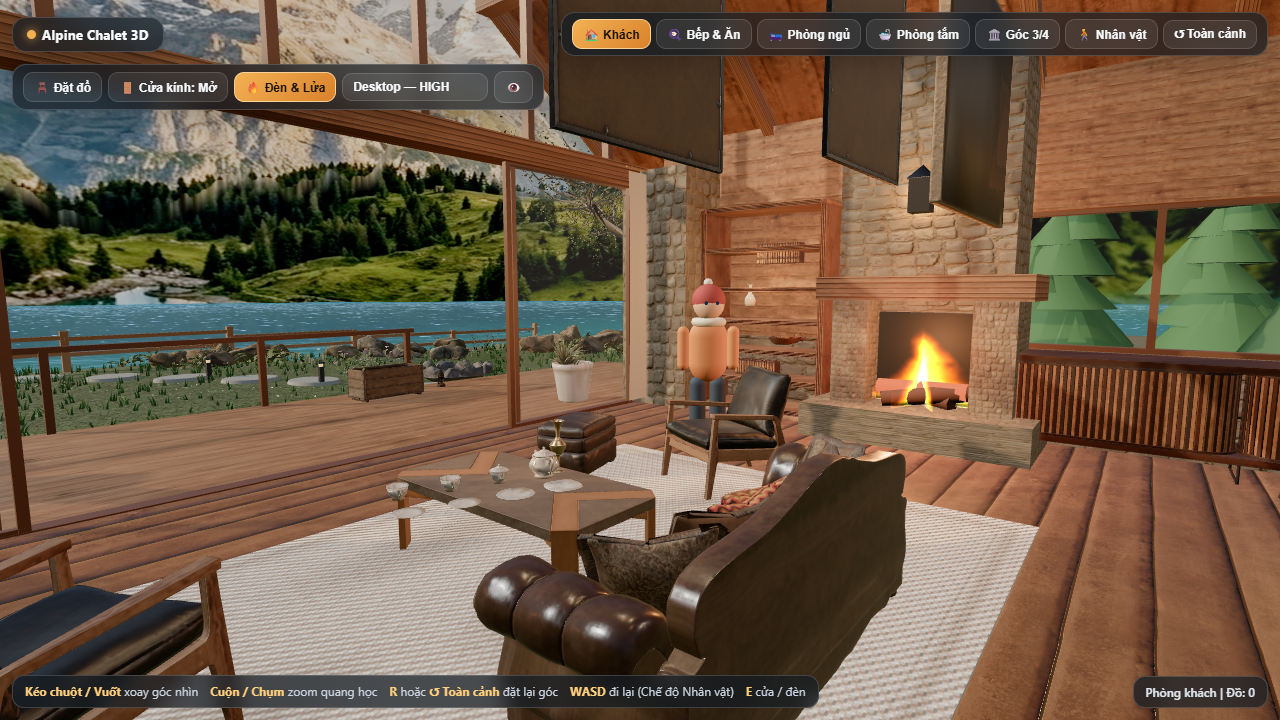 Alpine Chalet 3D
Khách
Bếp & Ăn
Phòng ngủ
Phòng tắm
Góc 3/4
Nhân vật
↺ Toàn cảnh
Đặt đồ
Cửa kính: Mở
Đèn & Lửa
Desktop — HIGH
Kéo chuột / Vuốt xoay góc nhìn Cuộn / Chụm zoom quang học R hoặc ↺ Toàn cảnh đặt lại góc WASD đi lại (Chế độ Nhân vật) E cửa / đèn
Phòng khách | Đồ: 0